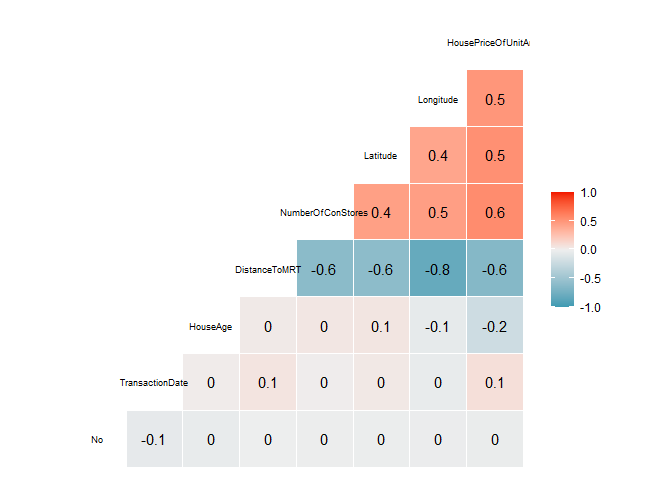 HousePriceOfUnitA
Longitude 0.5
Latitude 0.4 0.5
1.0
NumberOfConStores 0.4 0.5 0.6
0.5
0.0
DistanceToMRT -0.6 -0.6 -0.8 -0.6
-0.5
-1.0
HouseAge 0 0 0.1 -0.1 -0.2
TransactionDate 0 0.1 0 0 0 0.1
No -0.1 0 0 0 0 0 0